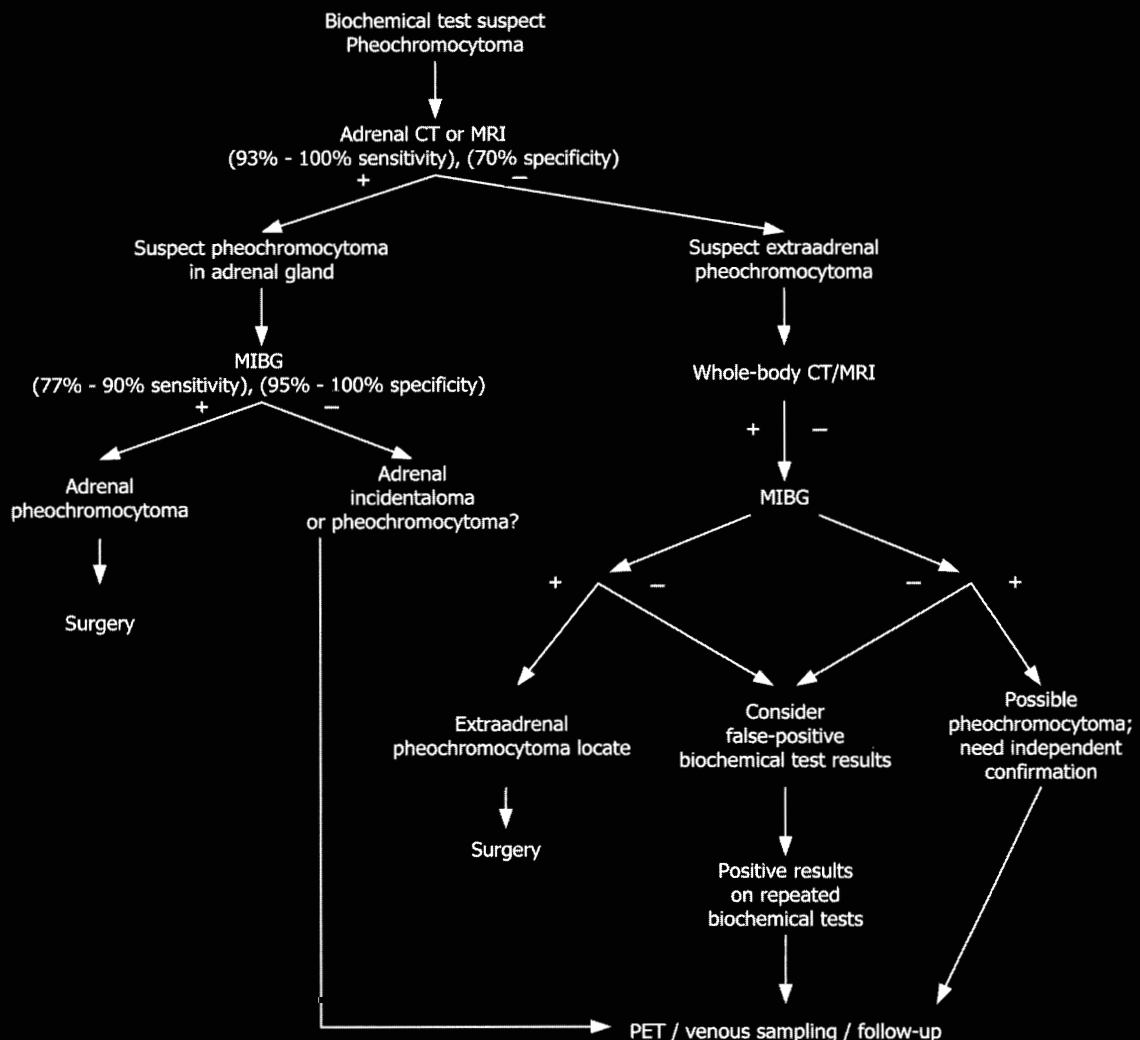 Biochemical test suspect
Pheochromocytoma
Adrenal CT or MRI
(93% - 100% sensitivity), (70% specificity)
+
–
Suspect pheochromocytoma
in adrenal gland
Suspect extraadrenal
pheochromocytoma
MIBG
(77% - 90% sensitivity), (95% - 100% specificity)
+
–
Whole-body CT/MRI
+
–
Adrenal
pheochromocytoma
Adrenal
incidentaloma
or pheochromocytoma?
MIBG
+
–
–
+
Surgery
Extraadrenal
pheochromocytoma locate
Consider
false-positive
biochemical test results
Possible
pheochromocytoma;
need independent
confirmation
Surgery
Positive results
on repeated
biochemical tests
PET / venous sampling / follow-up